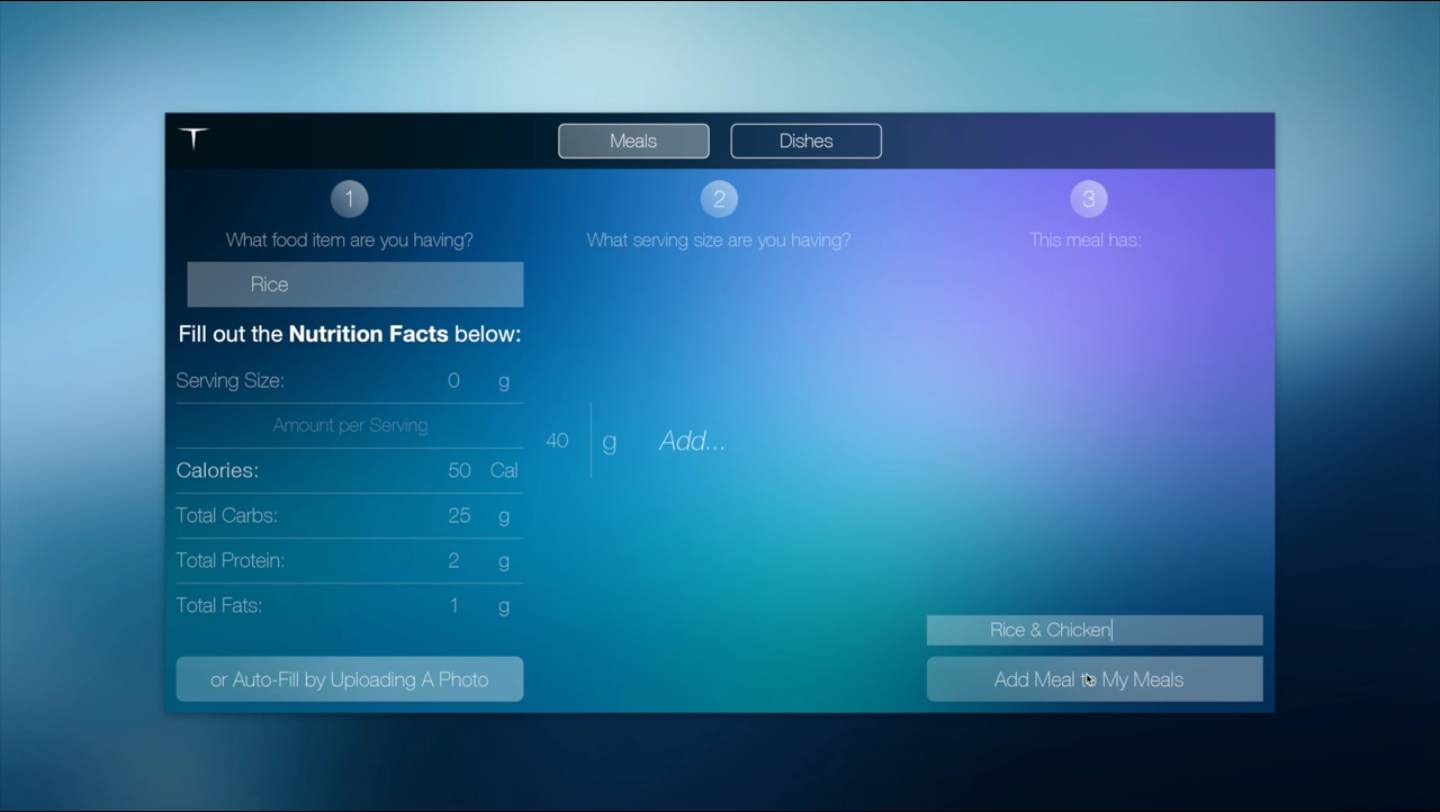 Meals
Dishes
1
What food item are you having?
Rice
Fill out the Nutrition Facts below:
Serving Size: 0 g
Amount per Serving
Calories: 50 Cal
Total Carbs: 25 g
Total Protein: 2 g
Total Fats: 1 g
or Auto-Fill by Uploading A Photo
2
What serving size are you having?
40 g Add...
3
This meal has:
Rice & Chicken
Add Meal to My Meals